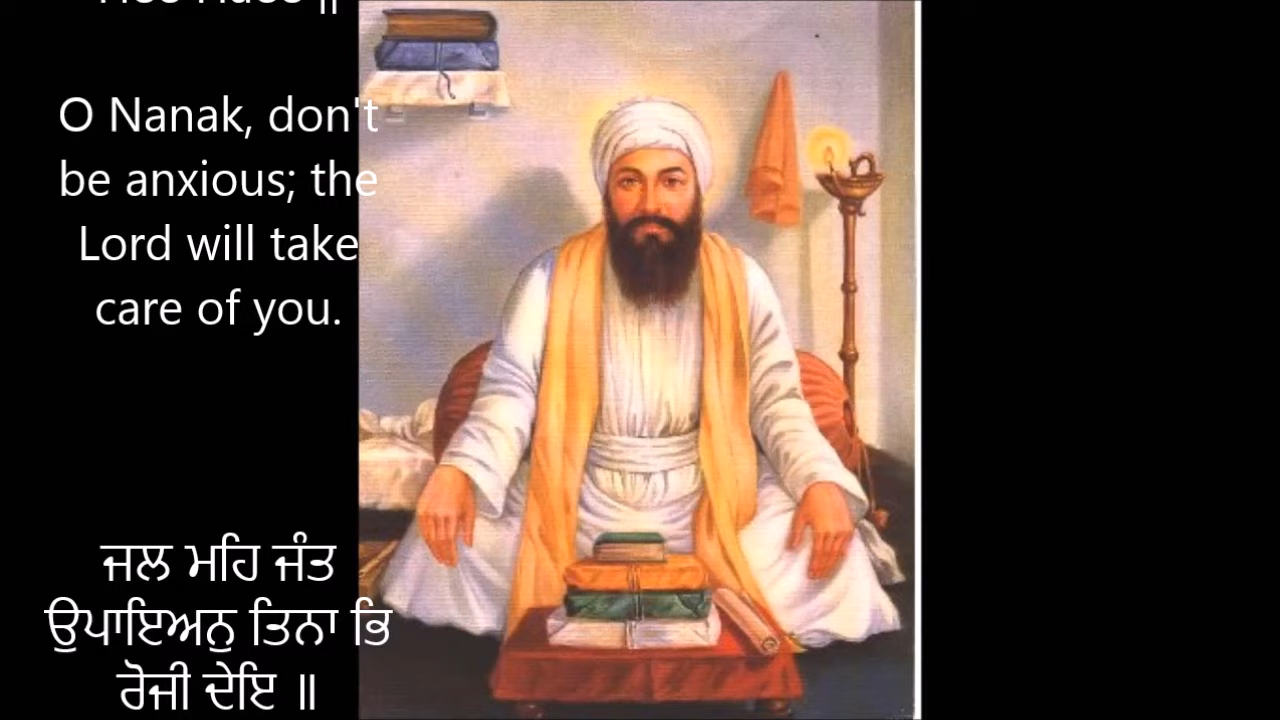 O Nanak, don't
be anxious; the
Lord will take
care of you.
ਜਲ ਮਹਿ ਜੰਤ
ਉਪਾਇਅਨੁ ਤਿਨਾ ਭਿ
ਰੋਜੀ ਦੇਇ ॥